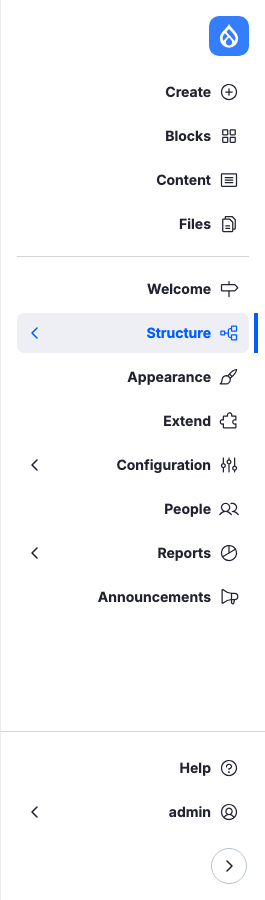 Create
Blocks
Content
Files
Welcome
Structure
Appearance
Extend
Configuration
People
Reports
Announcements
Help
admin